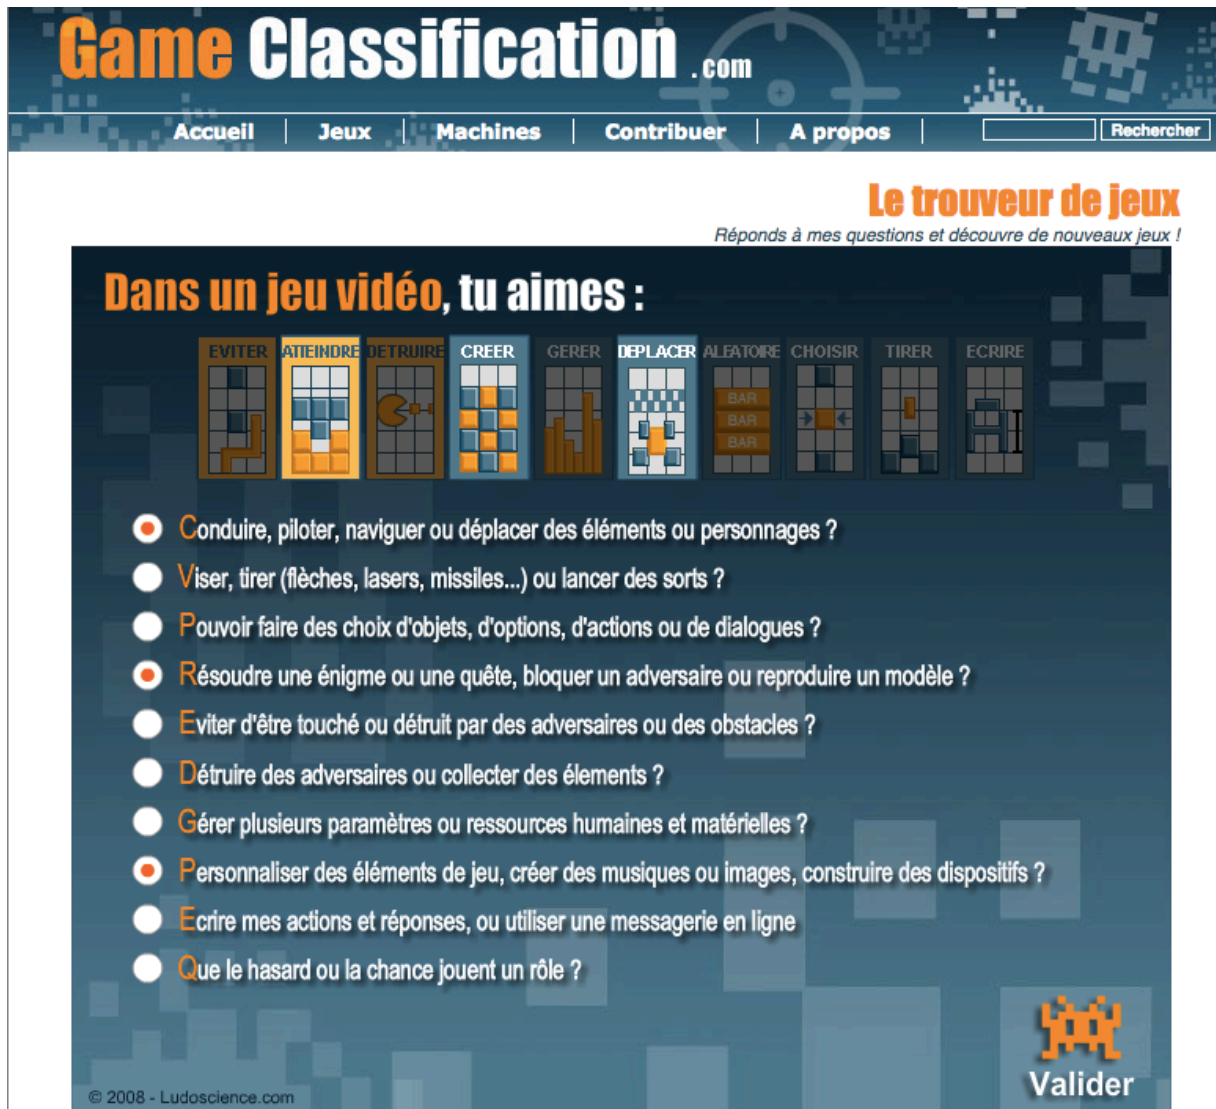 Game Classification .com
Accueil Jeux Machines Contribuer A propos Rechercher
Le trouveur de jeux
Réponds à mes questions et découvre de nouveaux jeux !
Dans un jeu vidéo, tu aimes :
EVITER ATTEINDRE DETRUIRE CREER GERER DEPLACER ALEATOIRE CHOISIR TIRER ECRIRE
BAR
BAR
BAR
Conduire, piloter, naviguer ou déplacer des éléments ou personnages ?
Viser, tirer (flèches, lasers, missiles...) ou lancer des sorts ?
Pouvoir faire des choix d'objets, d'options, d'actions ou de dialogues ?
Résoudre une énigme ou une quête, bloquer un adversaire ou reproduire un modèle ?
Eviter d'être touché ou détruit par des adversaires ou des obstacles ?
Détruire des adversaires ou collecter des élements ?
Gérer plusieurs paramètres ou ressources humaines et matérielles ?
Personnaliser des éléments de jeu, créer des musiques ou images, construire des dispositifs ?
Ecrire mes actions et réponses, ou utiliser une messagerie en ligne
Que le hasard ou la chance jouent un rôle ?
Valider
© 2008 - Ludoscience.com